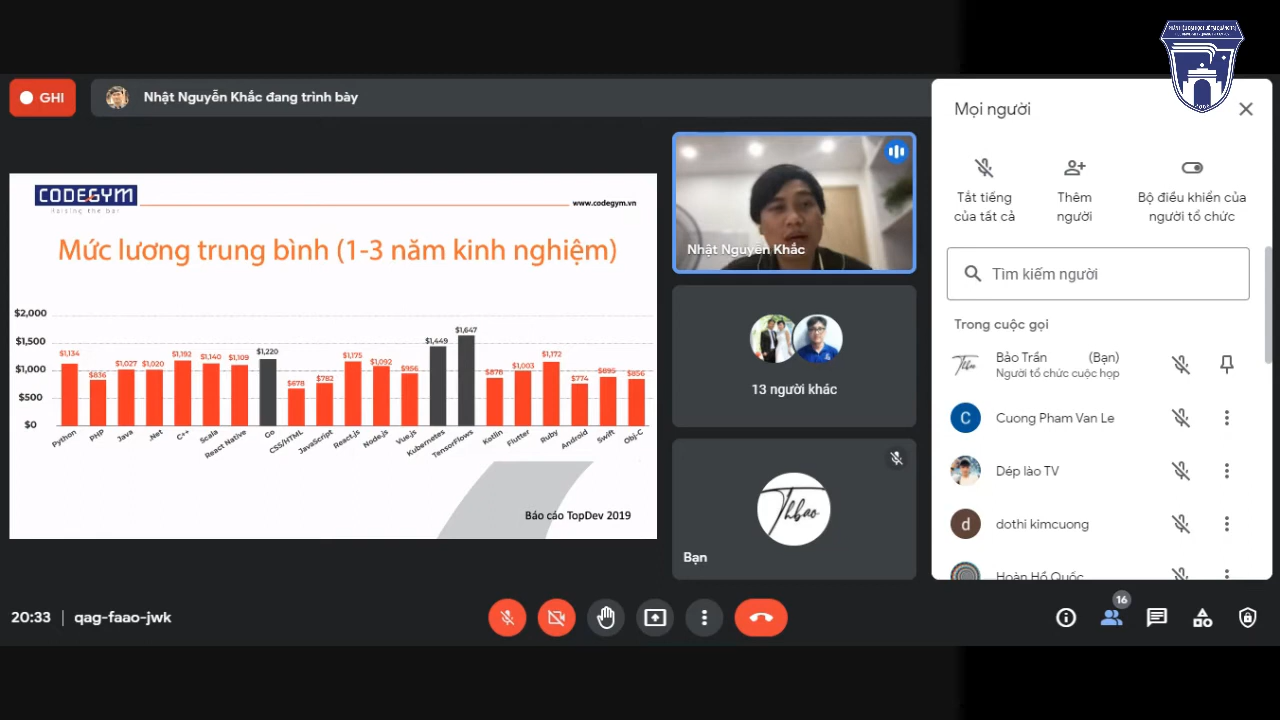 GHI
Nhật Nguyễn Khắc đang trình bày
CODEGYM
Raising the bar
www.codegym.vn
Mức lương trung bình (1-3 năm kinh nghiệm)
$2,000
$1,500
$1,000
$500
$0
$1,134
$836
$1,027
$1,020
$1,192
$1,140
$1,109
$1,220
$678
$782
$1,175
$1,092
$956
$1,449
$1,647
$878
$1,003
$1,172
$774
$895
$856
Python
PHP
Java
.Net
C++
Scala
React Native
Go
CSS/HTML
JavaScript
React.js
Node.js
Vue.js
Kubernetes
TensorFlows
Kotlin
Flutter
Ruby
Android
Swift
Obj-C
Báo cáo TopDev 2019
Nhật Nguyễn Khắc
13 người khác
Thbao
Bạn
Mọi người
Tắt tiếng
của tất cả
Thêm
người
Bộ điều khiển của
người tổ chức
Tìm kiếm người
Trong cuộc gọi
Bảo Trần (Bạn)
Người tổ chức cuộc họp
C
Cuong Pham Van Le
Dép lào TV
d
dothi kimcuong
Hoàn Hồ Quốc
20:33 | qag-faao-jwk
16